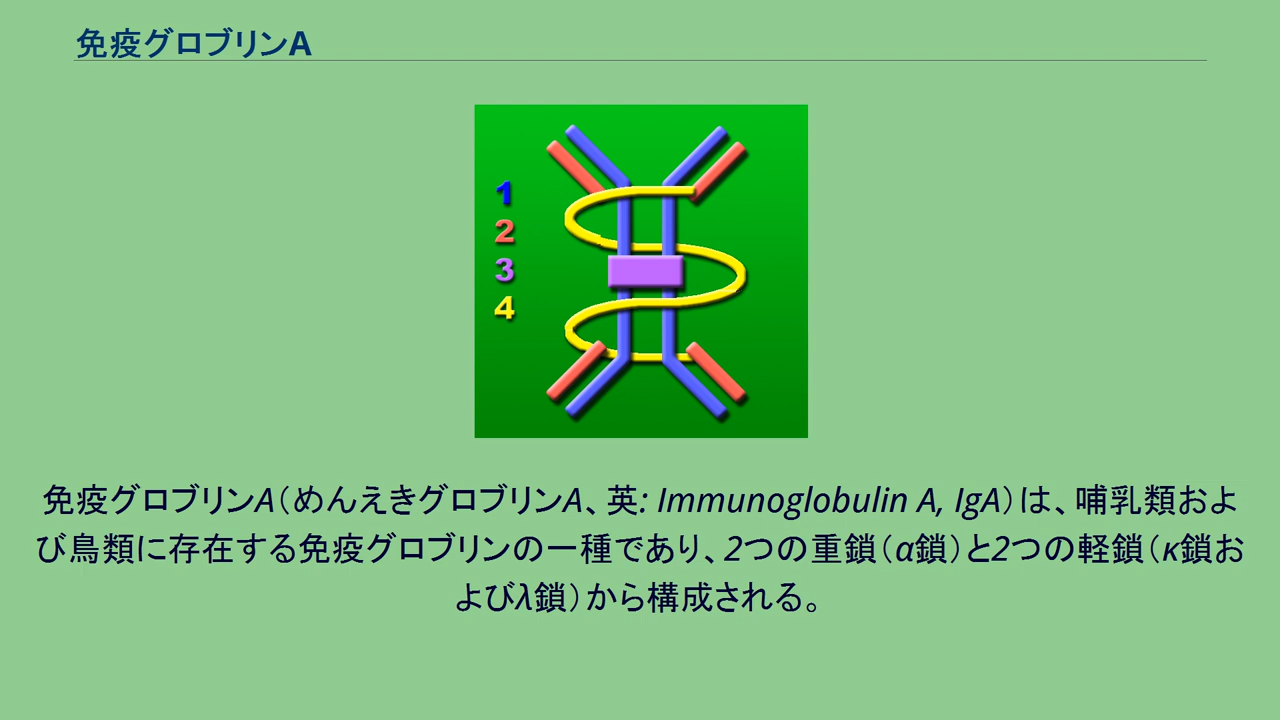 免疫グロブリンA
1
2
3
4
免疫グロブリンA（めんえきグロブリンA、英: Immunoglobulin A, IgA）は、哺乳類およ
び鳥類に存在する免疫グロブリンの一種であり、2つの重鎖（α鎖）と2つの軽鎖（κ鎖お
よびλ鎖）から構成される。